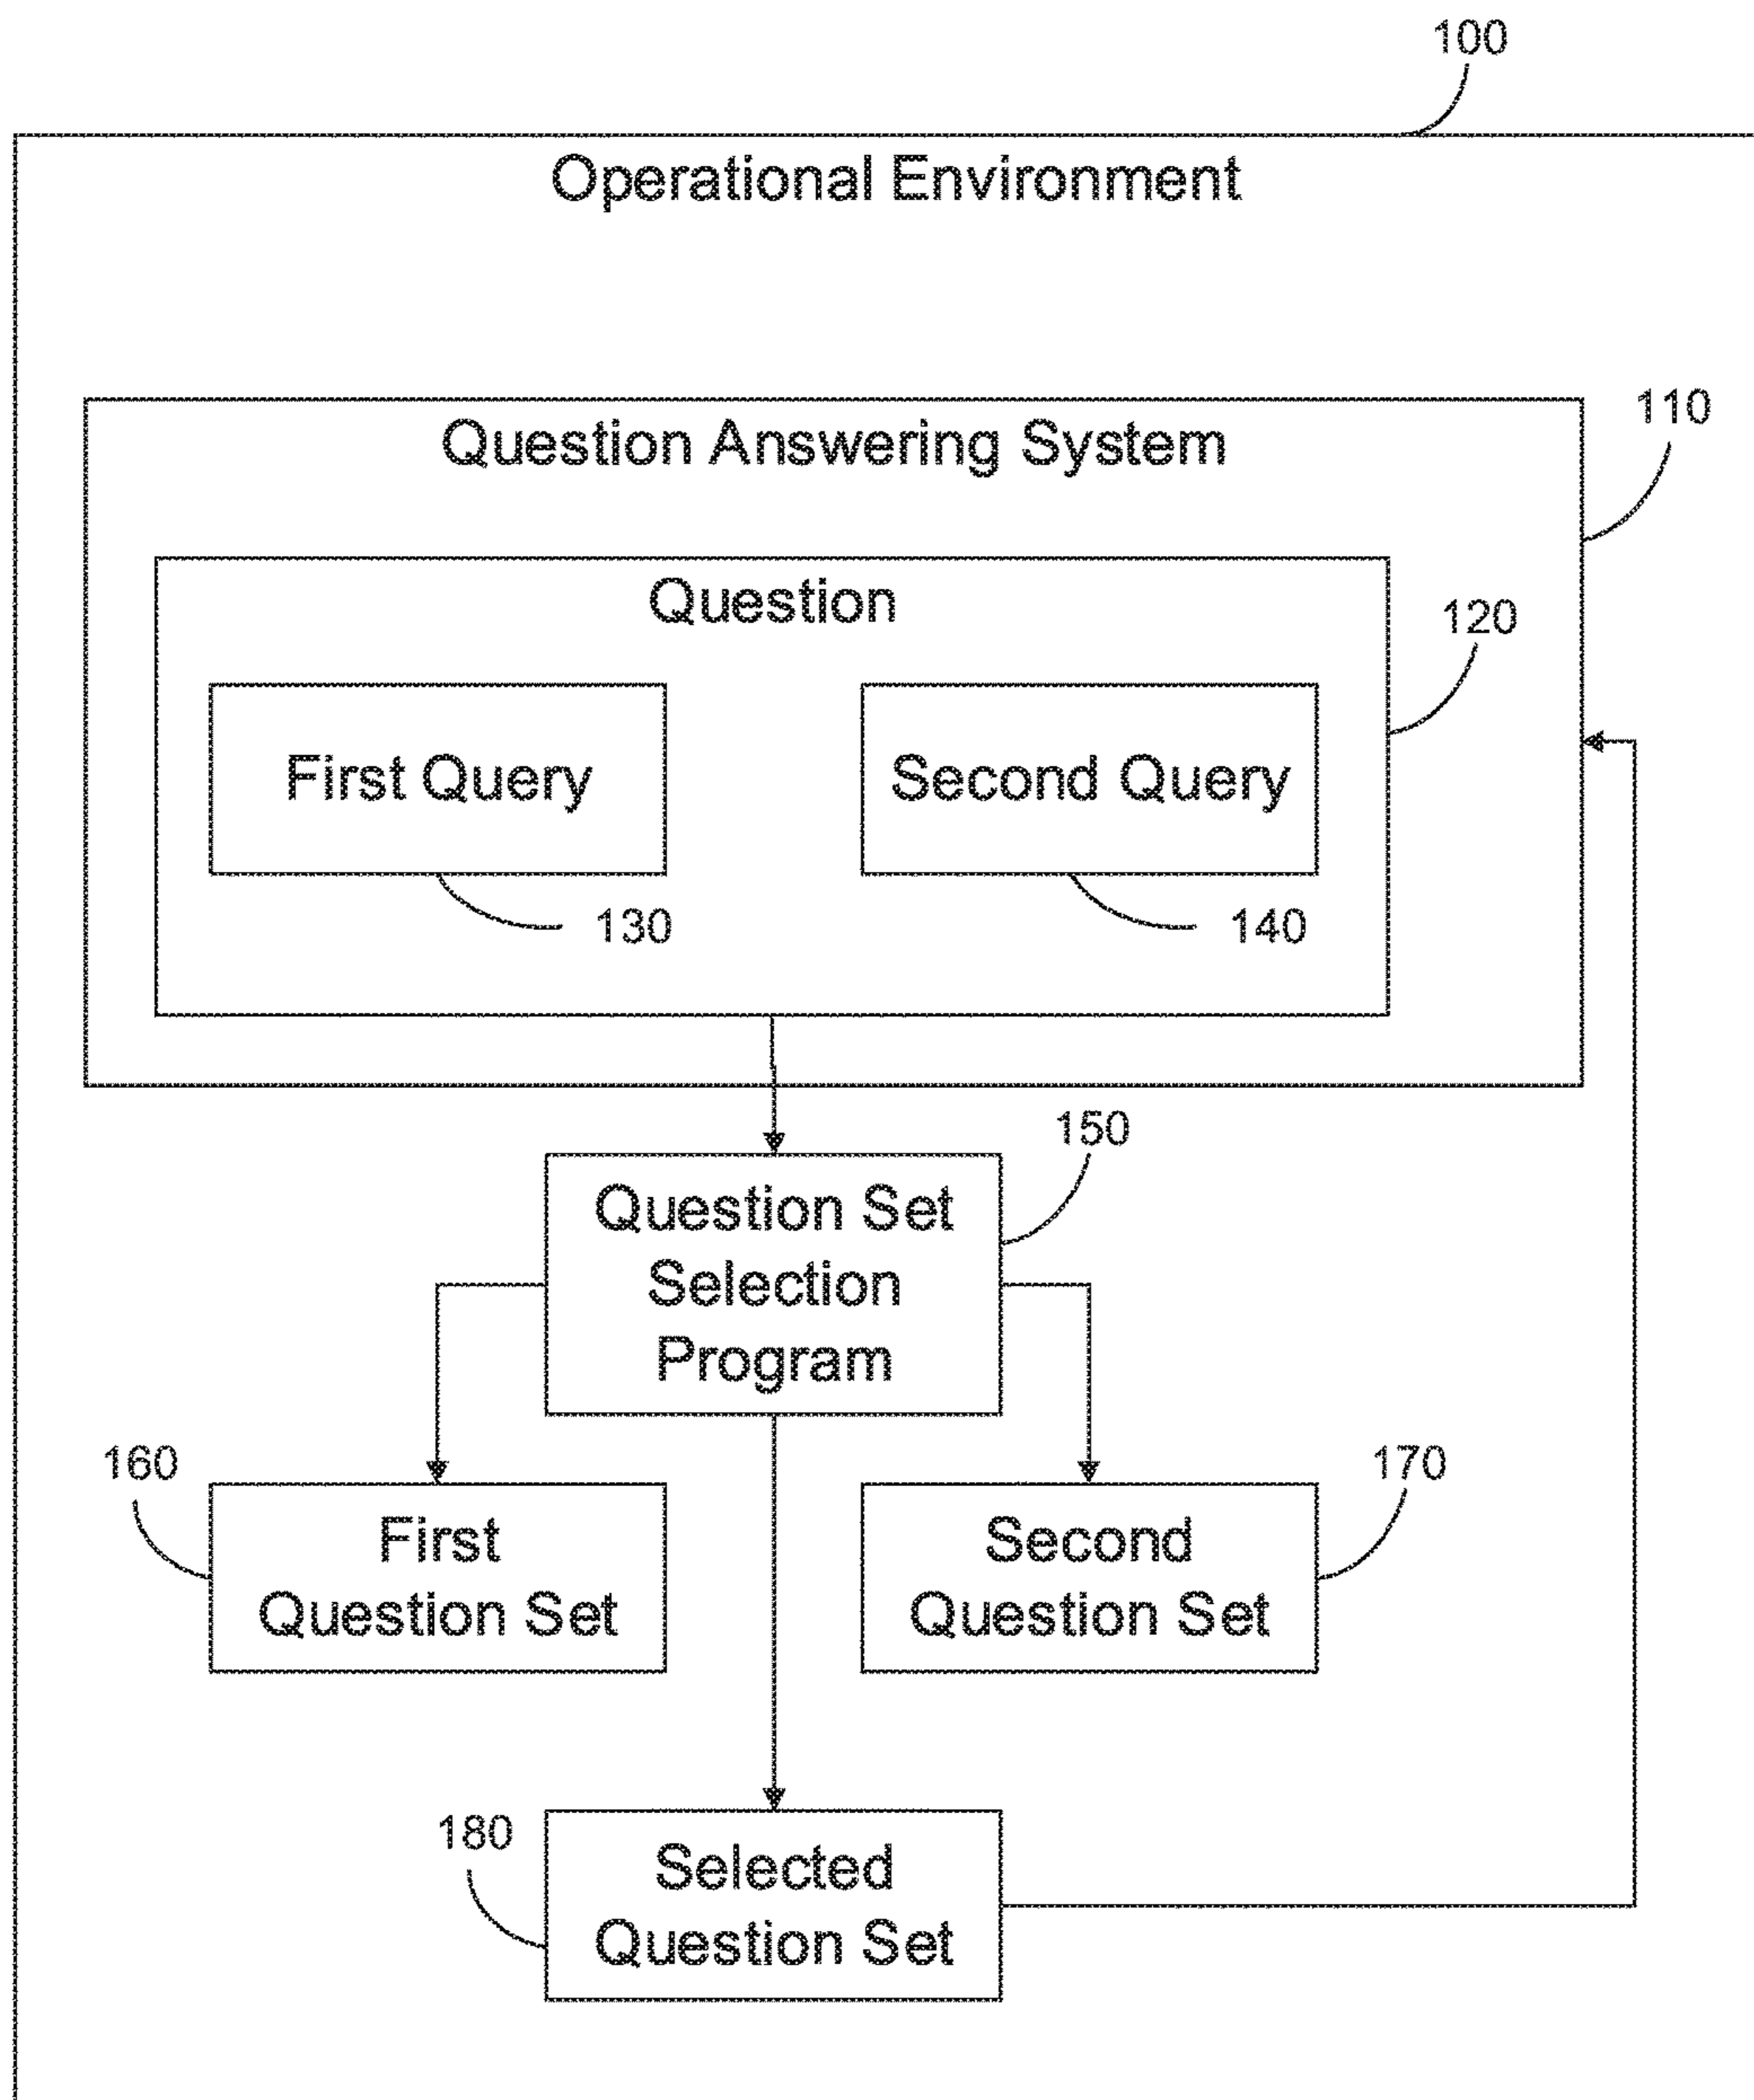 100
Operational Environment
110
Question Answering System
120
Question
First Query
Second Query
130
140
150
Question Set
Selection
Program
160
170
First
Question Set
Second
Question Set
180
Selected
Question Set